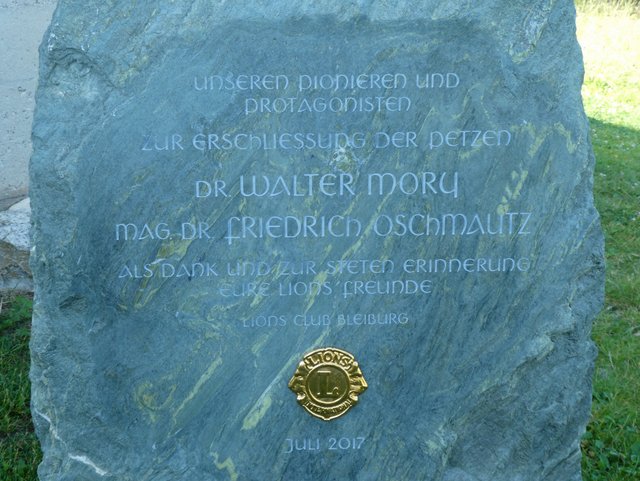 UNSEREN PIONIEREN UND
PROTAGONISTEN
ZUR ERSCHLIESSUNG DER PETZEN
DR. WALTER MORY
MAG. DR. FRIEDRICH OSCHMAUTZ
ALS DANK UND ZUR STETEN ERINNERUNG
EURE LIONS FREUNDE
LIONS CLUB BLEIBURG
LIONS
L
INTERNATIONAL
JULI 2017